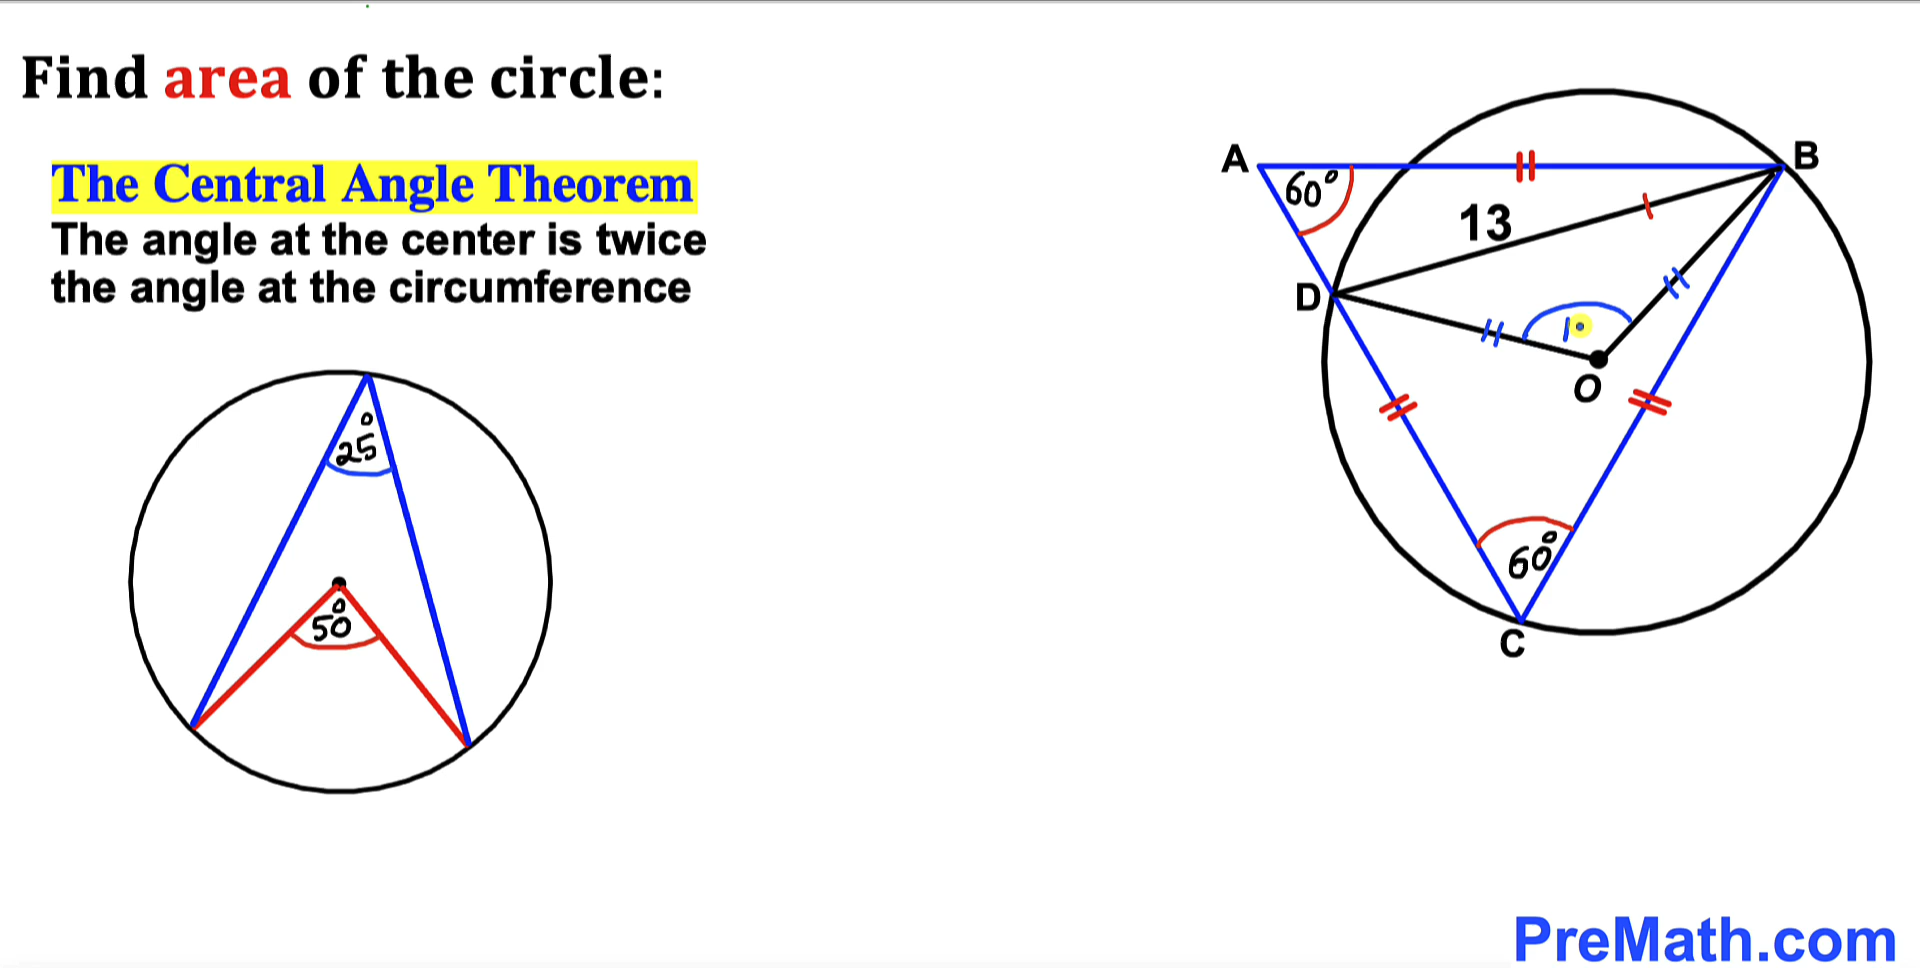 Find area of the circle:
The Central Angle Theorem
The angle at the center is twice
the angle at the circumference
25°
50°
A
B
60°
13
D
O
60°
C
PreMath.com